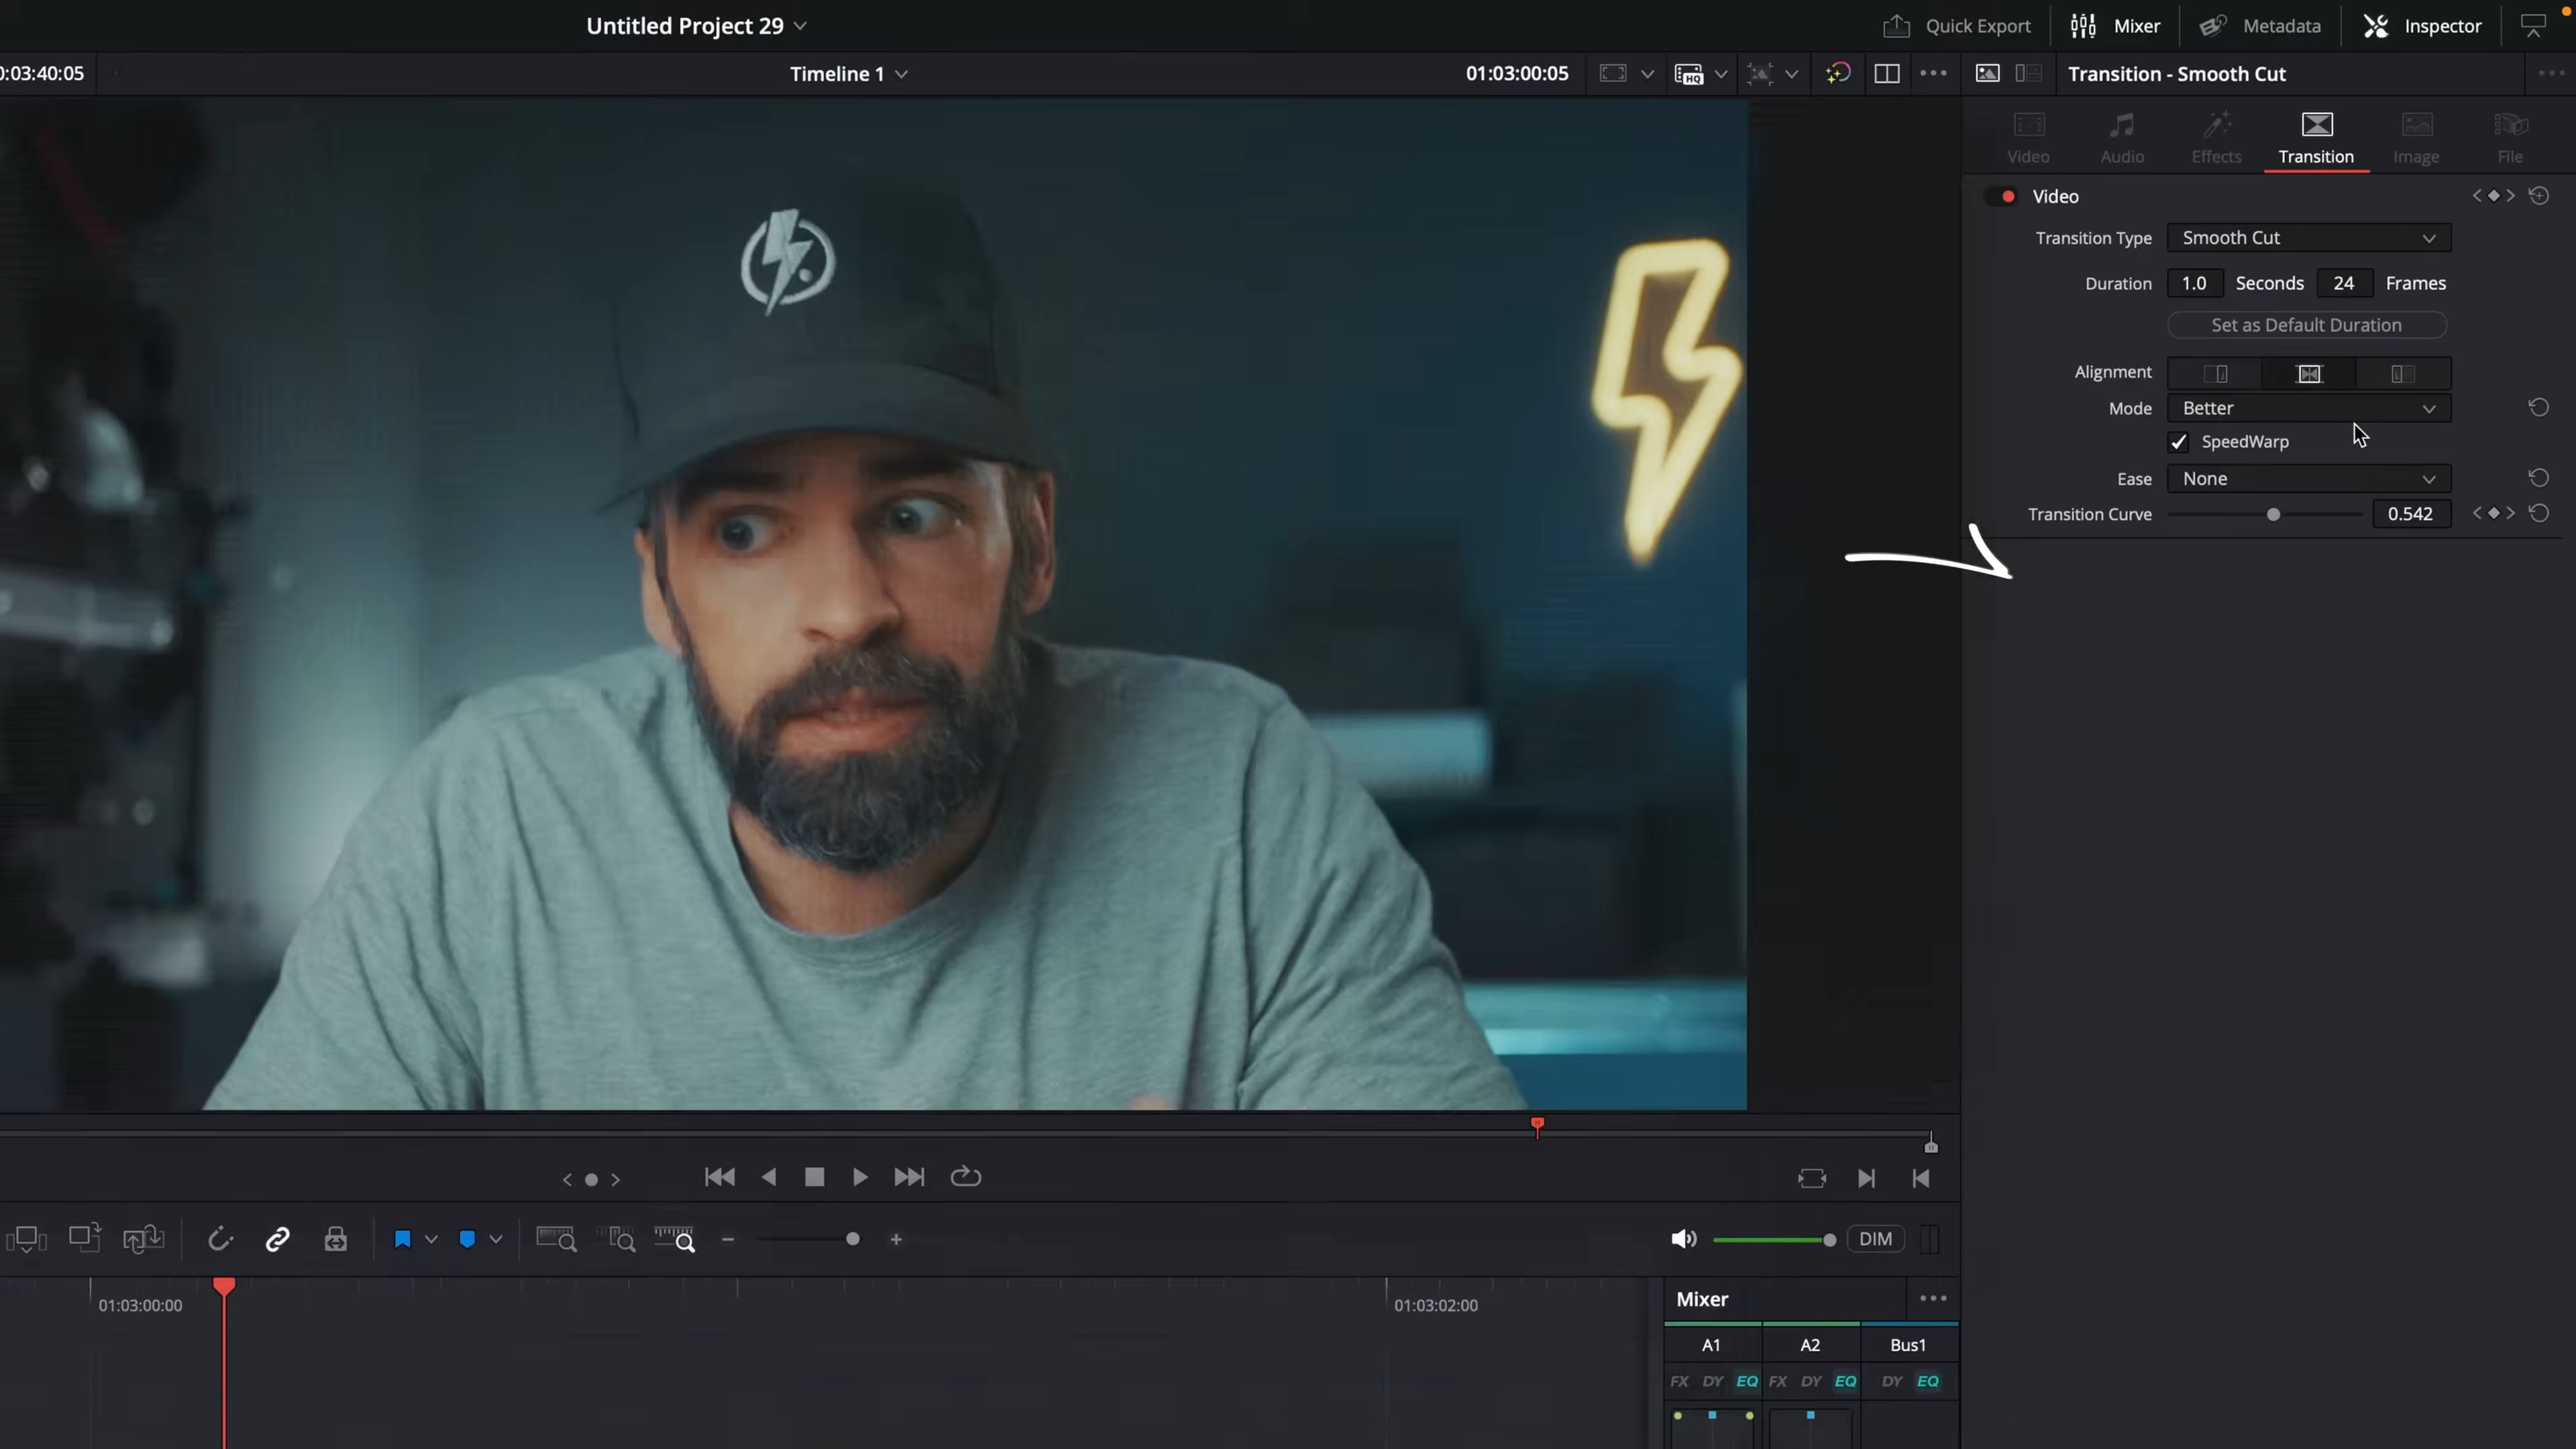 Untitled Project 29
Quick Export
Mixer
Metadata
Inspector
0:03:40:05
Timeline 1
01:03:00:05
Transition - Smooth Cut
Video
Audio
Effects
Transition
Image
File
Video
Transition Type
Smooth Cut
Duration
1.0
Seconds
24
Frames
Set as Default Duration
Alignment
Mode
Better
SpeedWarp
Ease
None
Transition Curve
0.542
HQ
DIM
01:03:00:00
01:03:02:00
Mixer
A1
A2
Bus1
FX DY EQ
FX DY EQ
DY EQ